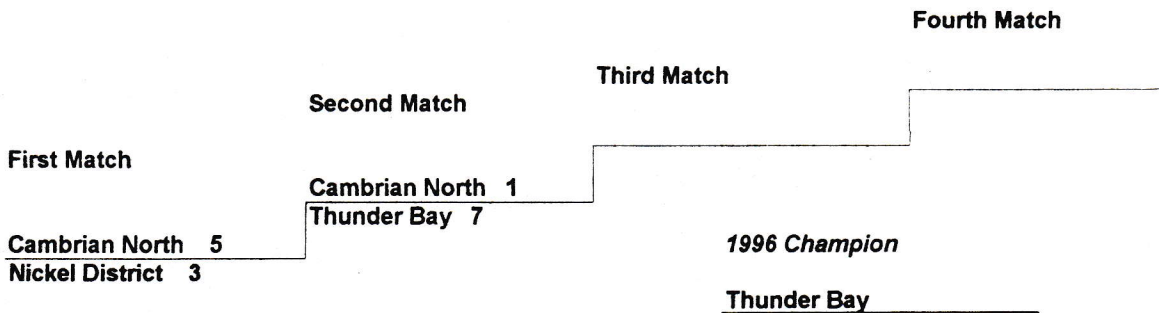 Fourth Match
Third Match
Second Match
First Match
Cambrian North 1
Thunder Bay 7
Cambrian North 5
Nickel District 3
1996 Champion
Thunder Bay